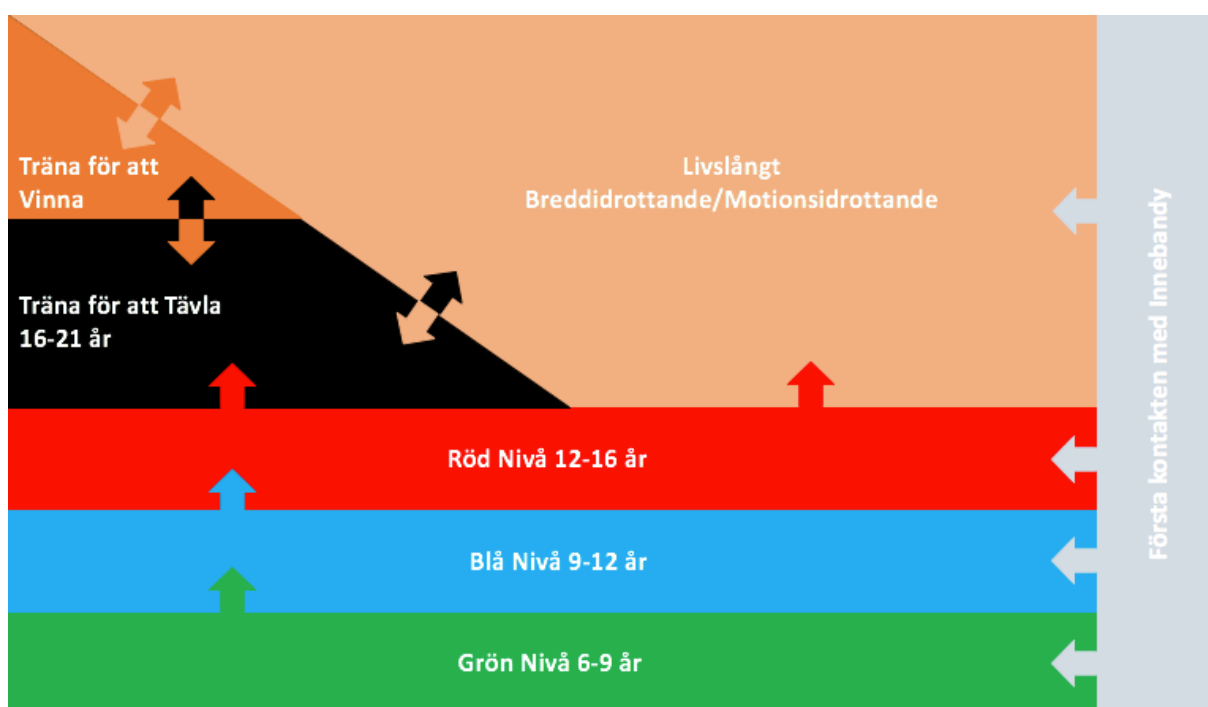 Träna för att
Vinna
Livslångt
Breddidrottande/Motionsidrottande
Träna för att Tävla
16-21 år
Röd Nivå 12-16 år
Blå Nivå 9-12 år
Grön Nivå 6-9 år
Första kontakten med Innebandy